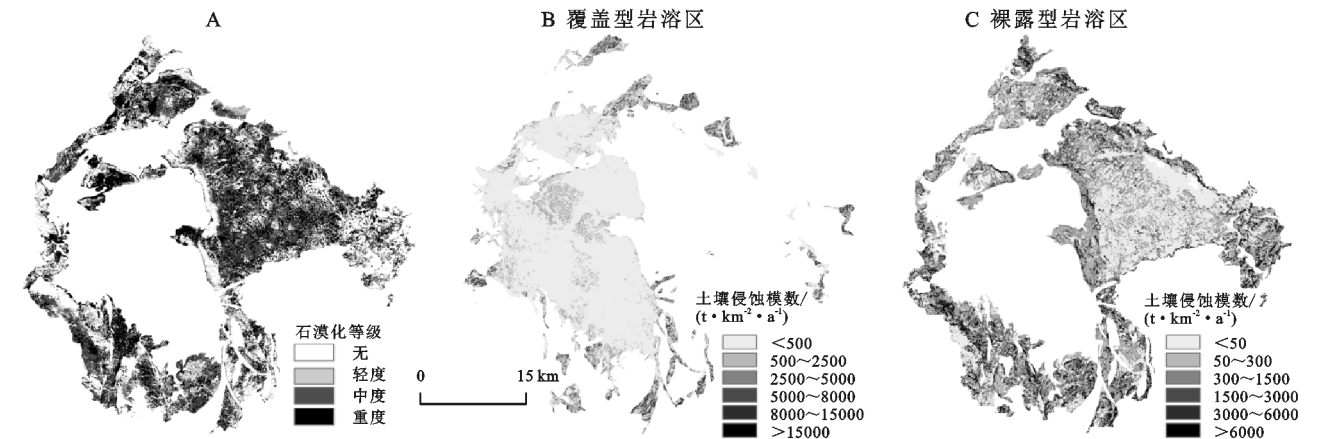 A
B 覆盖型岩溶区
C 裸露型岩溶区
石漠化等级
无
轻度
中度
重度
0 15 km
土壤侵蚀模数/
(t·km⁻²·a⁻¹)
<500
500～2500
2500～5000
5000～8000
8000～15000
>15000
土壤侵蚀模数/
(t·km⁻²·a⁻¹)
<50
50～300
300～1500
1500～3000
3000～6000
>6000